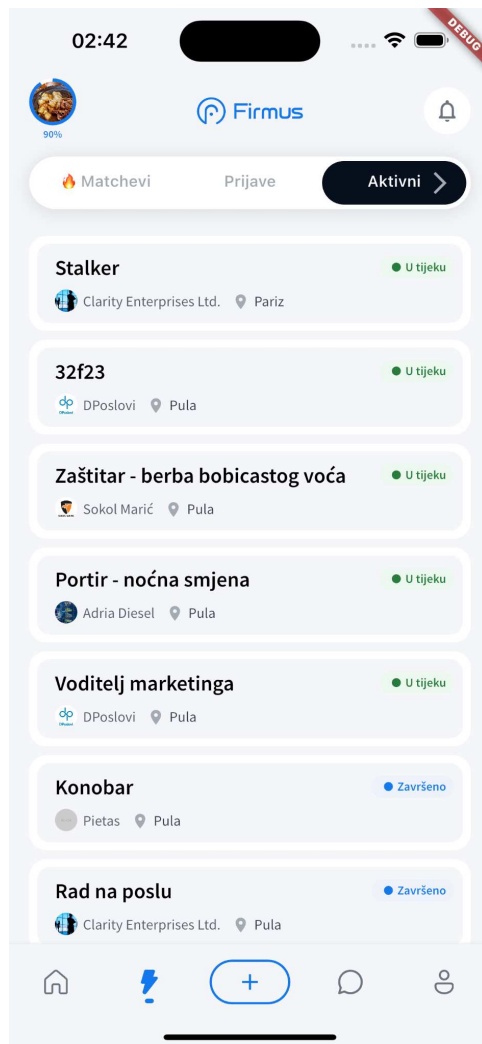 02:42
DEBUG
90%
Firmus
🔥 Matchevi Prijave Aktivni
Stalker
U tijeku
Clarity Enterprises Ltd. Pariz
32f23
U tijeku
DPoslovi Pula
Zaštitar - berba bobicastog voća
U tijeku
Sokol Marić Pula
Portir - noćna smjena
U tijeku
Adria Diesel Pula
Voditelj marketinga
U tijeku
DPoslovi Pula
Konobar
Završeno
Pietas Pula
Rad na poslu
Završeno
Clarity Enterprises Ltd. Pula